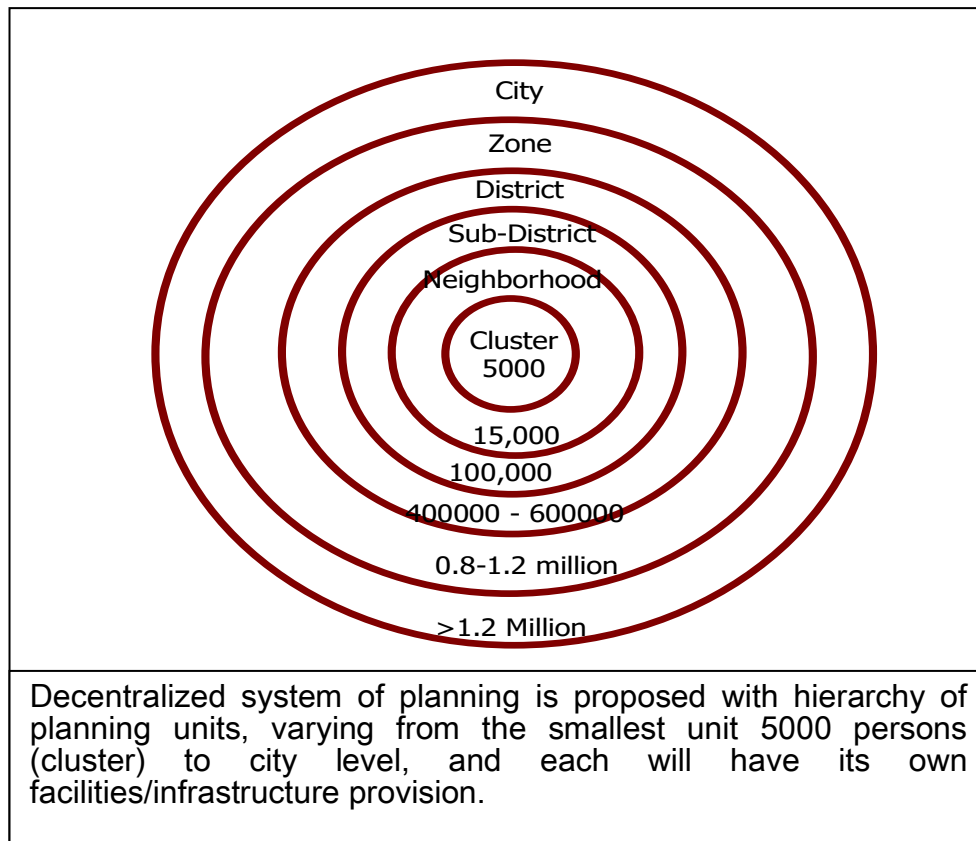 City
Zone
District
Sub-District
Neighborhood
Cluster
5000
15,000
100,000
400000 - 600000
0.8-1.2 million
>1.2 Million
Decentralized system of planning is proposed with hierarchy of
planning units, varying from the smallest unit 5000 persons
(cluster) to city level, and each will have its own
facilities/infrastructure provision.